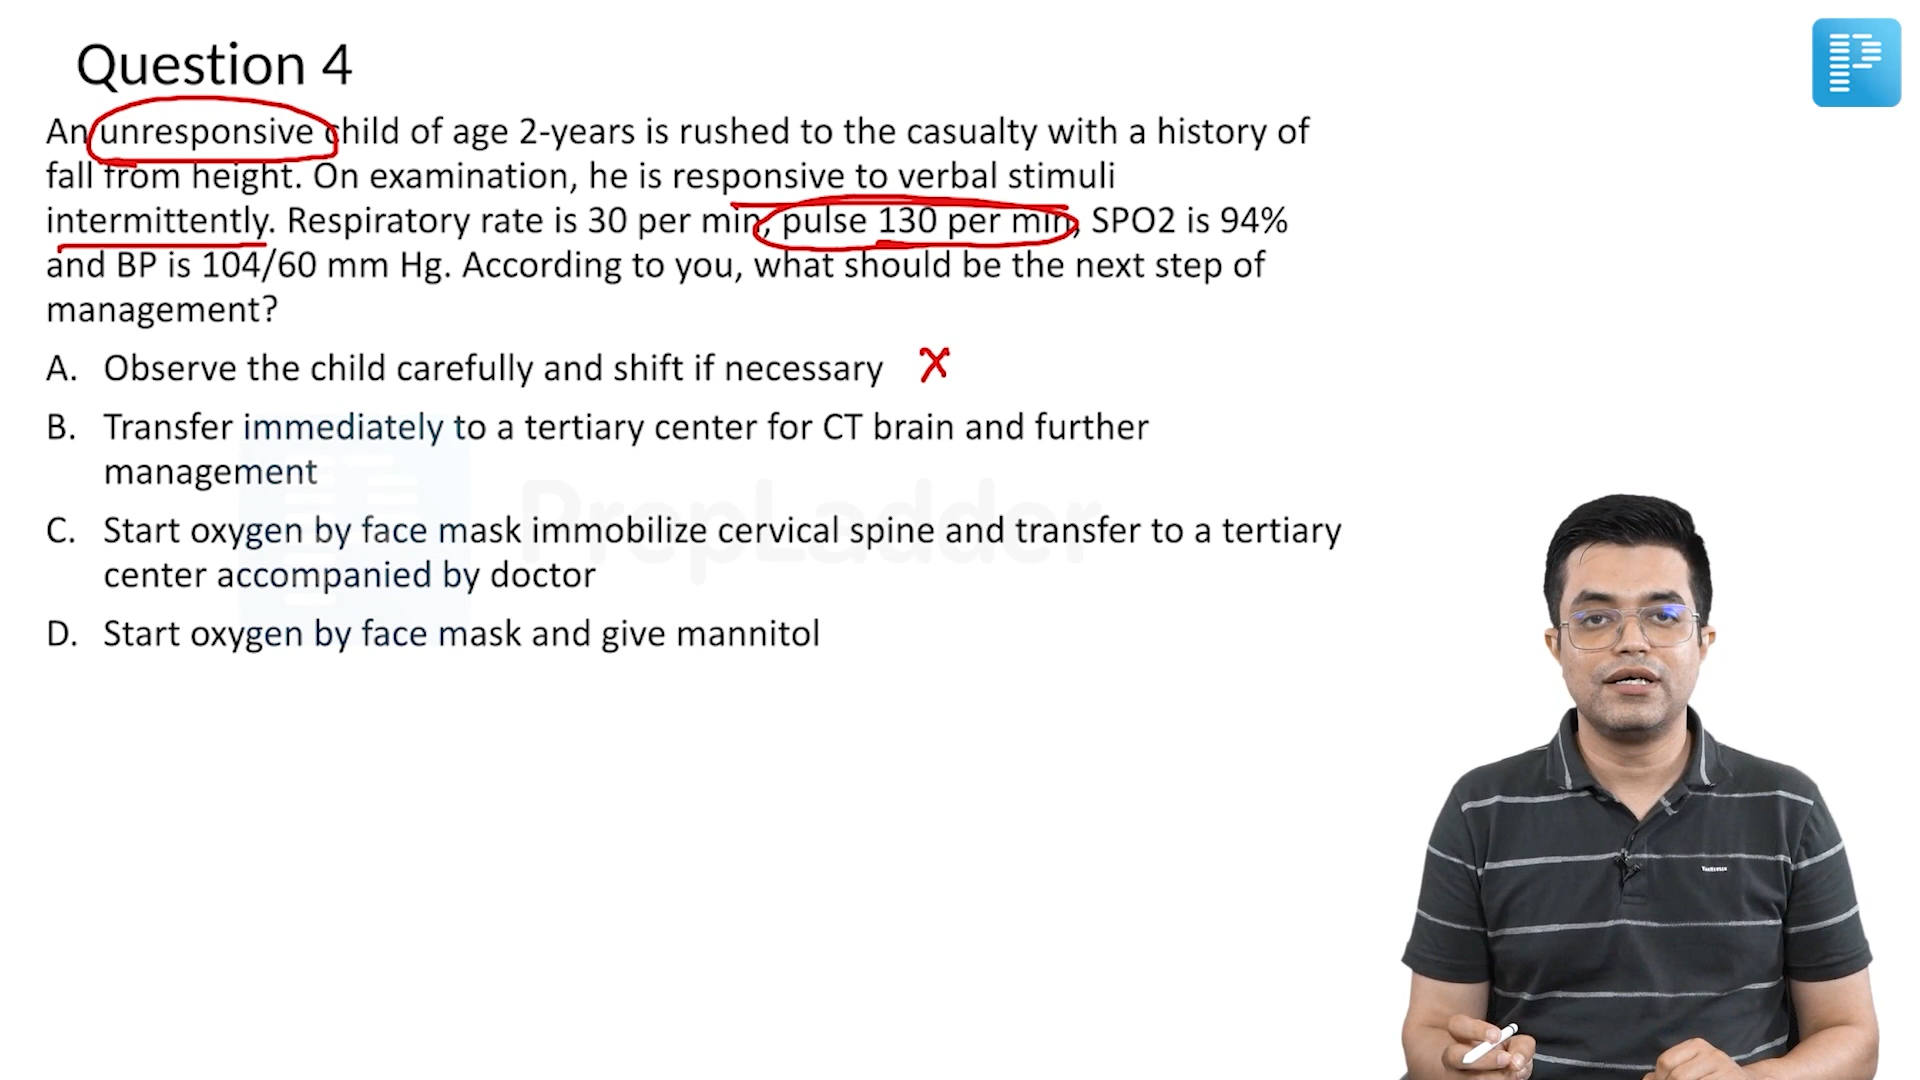 Question 4
An unresponsive child of age 2-years is rushed to the casualty with a history of
fall from height. On examination, he is responsive to verbal stimuli
intermittently. Respiratory rate is 30 per min, pulse 130 per min, SPO2 is 94%
and BP is 104/60 mm Hg. According to you, what should be the next step of
management?
A. Observe the child carefully and shift if necessary X
B. Transfer immediately to a tertiary center for CT brain and further
management
C. Start oxygen by face mask immobilize cervical spine and transfer to a tertiary
center accompanied by doctor
D. Start oxygen by face mask and give mannitol
PrepLadder